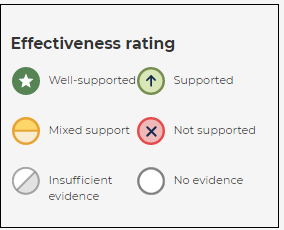 Effectiveness rating
Well-supported Supported
Mixed support Not supported
Insufficient evidence No evidence